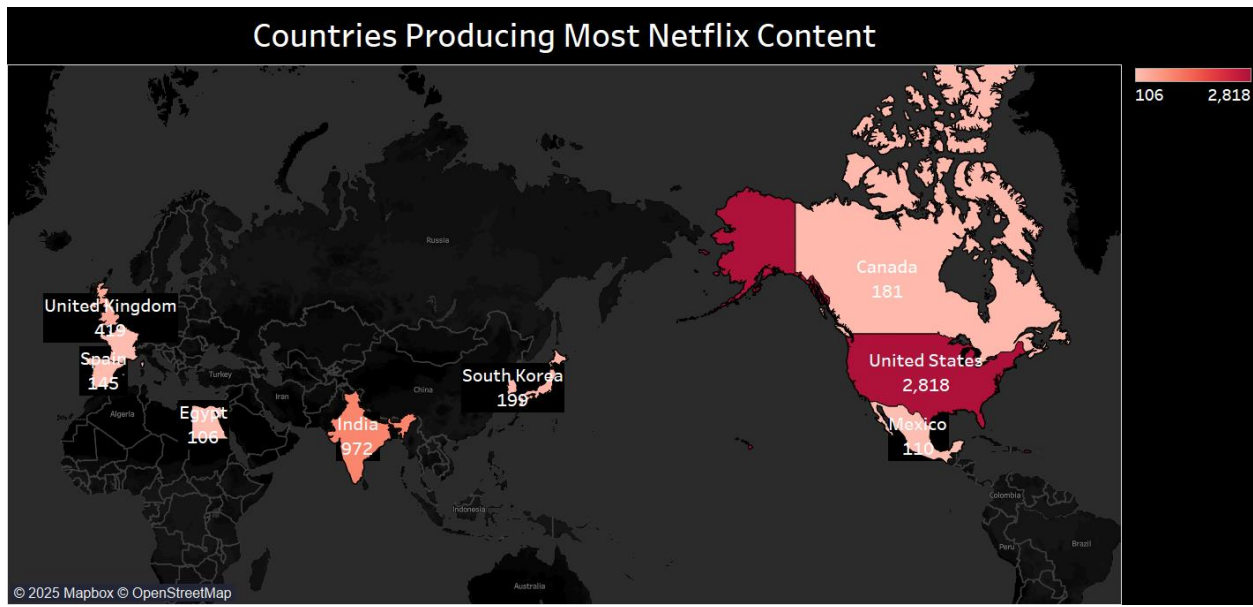 Countries Producing Most Netflix Content
106 2,818
Russia
Canada
181
United Kingdom
419
Spain
145
Turkey
South Korea
199
China
Iran
United States
2,818
Algeria
Egypt
106
India
972
Mexico
110
Colombia
Indonesia
Peru
Brazil
Australia
© 2025 Mapbox © OpenStreetMap